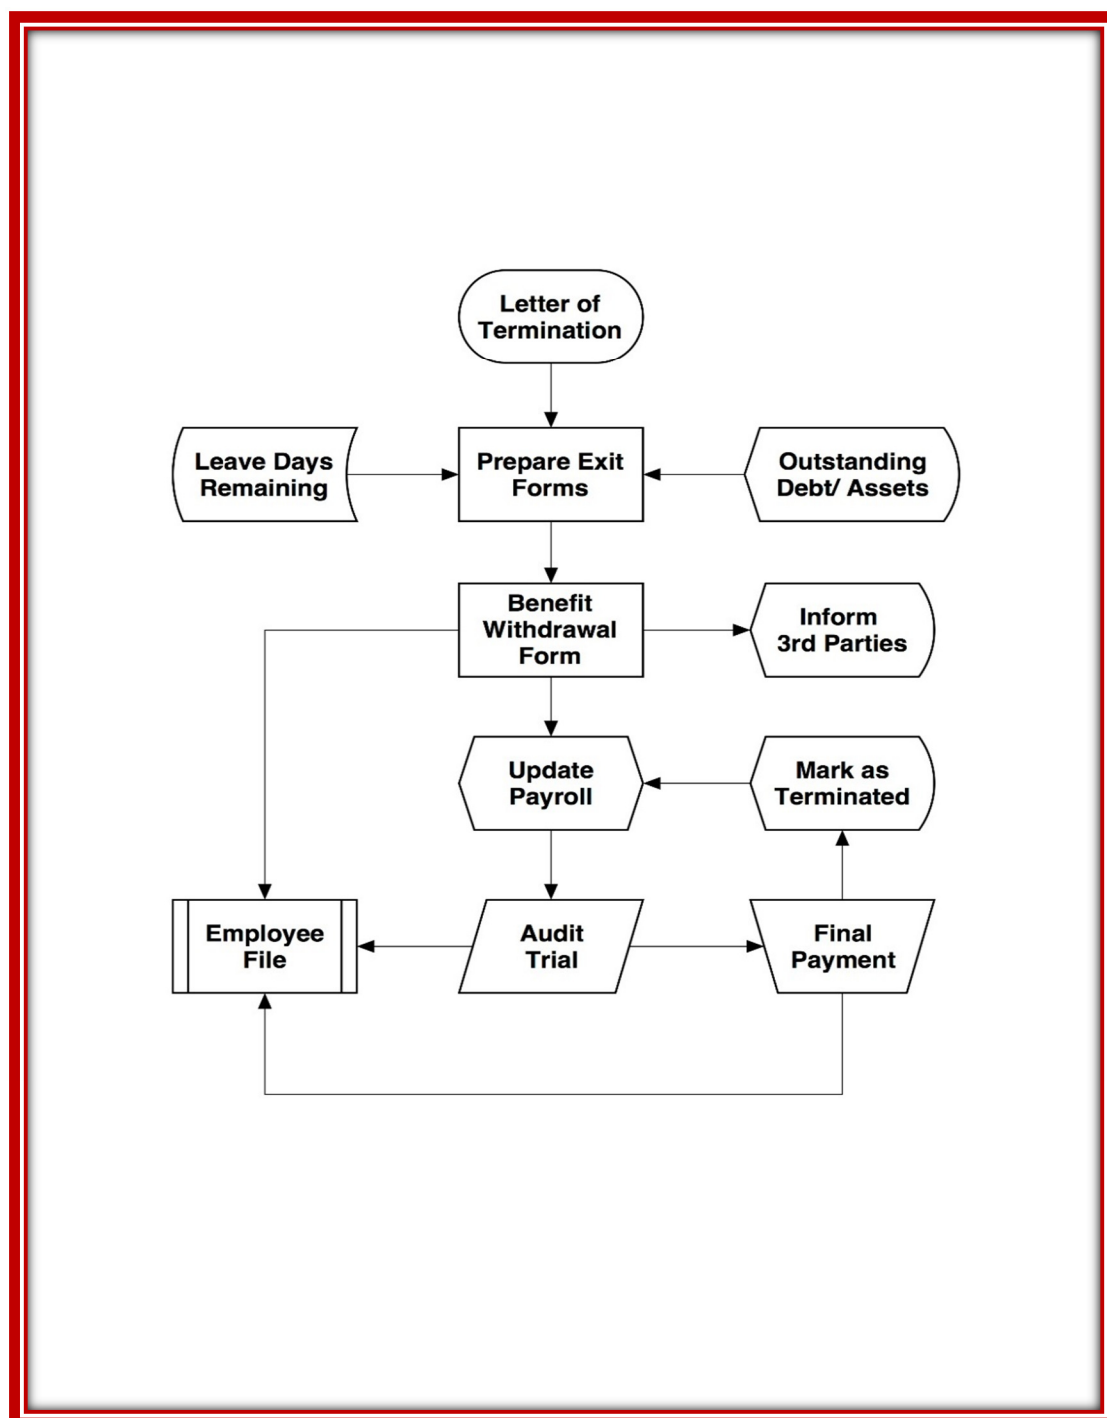 Letter of
Termination
Leave Days
Remaining
Prepare Exit
Forms
Outstanding
Debt/ Assets
Benefit
Withdrawal
Form
Inform
3rd Parties
Update
Payroll
Mark as
Terminated
Employee
File
Audit
Trial
Final
Payment